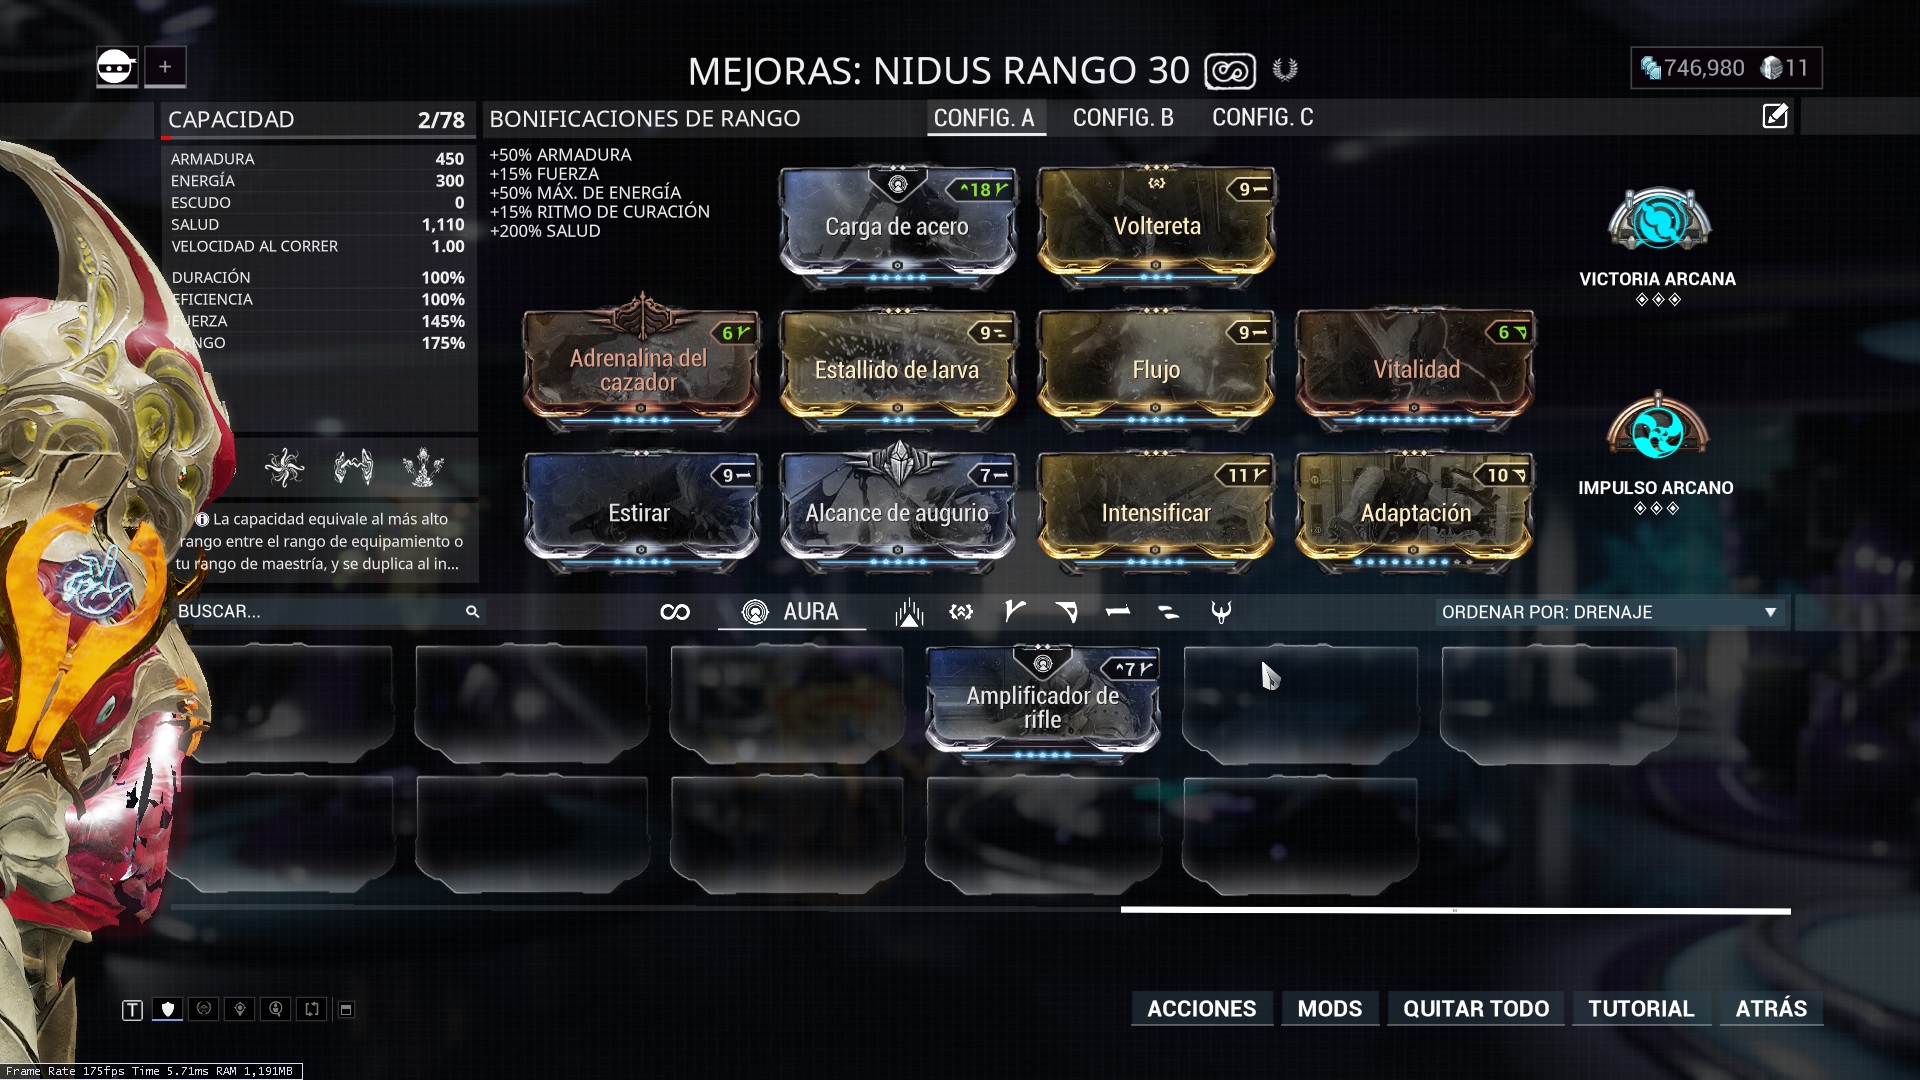 MEJORAS: NIDUS RANGO 30
746,980 11
CAPACIDAD 2/78
BONIFICACIONES DE RANGO
CONFIG. A CONFIG. B CONFIG. C
ARMADURA 450
ENERGÍA 300
ESCUDO 0
SALUD 1,110
VELOCIDAD AL CORRER 1.00
DURACIÓN 100%
EFICIENCIA 100%
FUERZA 145%
RANGO 175%
+50% ARMADURA
+15% FUERZA
+50% MÁX. DE ENERGÍA
+15% RITMO DE CURACIÓN
+200% SALUD
18
Carga de acero
9
Voltereta
VICTORIA ARCANA
6
Adrenalina del
cazador
9
Estallido de larva
9
Flujo
6
Vitalidad
9
Estirar
7
Alcance de augurio
11
Intensificar
10
Adaptación
IMPULSO ARCANO
La capacidad equivale al más alto
rango entre el rango de equipamiento o
tu rango de maestría, y se duplica al in...
BUSCAR...
AURA
ORDENAR POR: DRENAJE
7
Amplificador de
rifle
T
ACCIONES MODS QUITAR TODO TUTORIAL ATRÁS
Frame Rate 175fps Time 5.71ms RAM 1,191MB